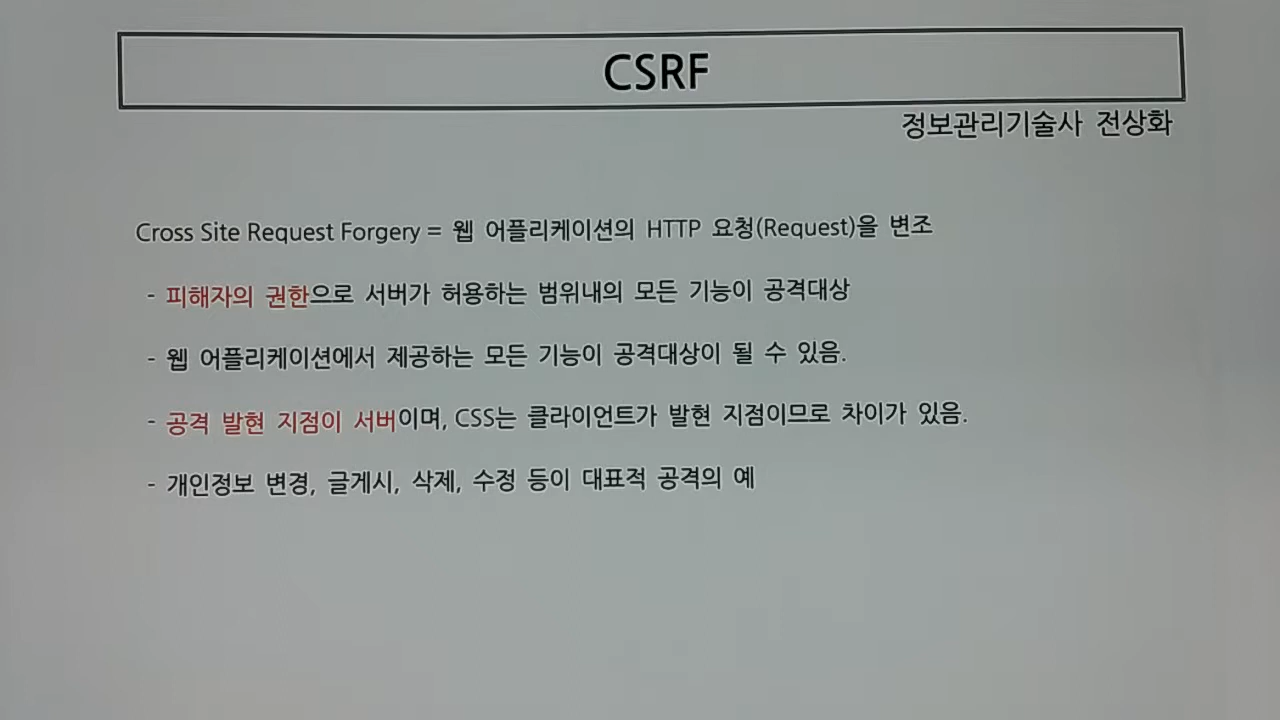 CSRF
정보관리기술사 전상화
Cross Site Request Forgery = 웹 어플리케이션의 HTTP 요청(Request)을 변조
- 피해자의 권한으로 서버가 허용하는 범위내의 모든 기능이 공격대상
- 웹 어플리케이션에서 제공하는 모든 기능이 공격대상이 될 수 있음.
- 공격 발현 지점이 서버이며, CSS는 클라이언트가 발현 지점이므로 차이가 있음.
- 개인정보 변경, 글게시, 삭제, 수정 등이 대표적 공격의 예